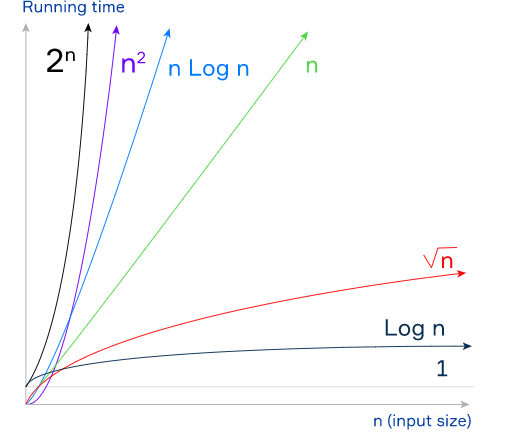 Running time
2ⁿ
n²
n Log n
n
√n
Log n
1
n (input size)